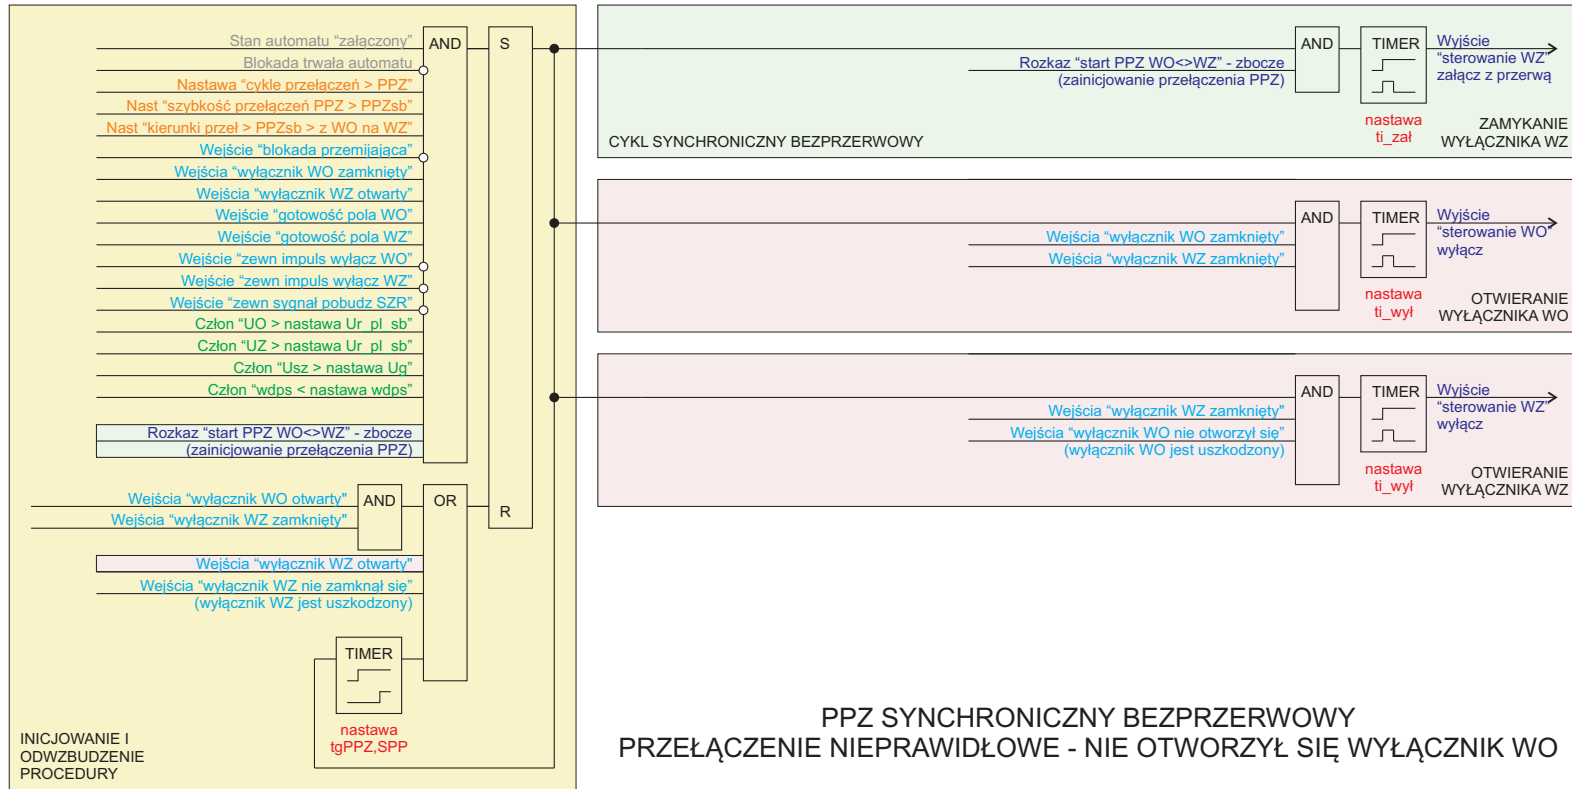 Stan automatu “załączony”
Blokada trwała automatu
Nastawa “cykle przełączeń > PPZ”
Nast “szybkość przełączeń PPZ > PPZsb”
Nast “kierunki przeł > PPZsb > z WO na WZ”
Wejście “blokada przemijająca”
Wejścia “wyłącznik WO zamknięty”
Wejścia “wyłącznik WZ otwarty”
Wejście “gotowość pola WO”
Wejście “gotowość pola WZ”
Wejście “zewn impuls wyłącz WO”
Wejście “zewn impuls wyłącz WZ”
Wejście “zewn sygnał pobudz SZR”
Człon “UO > nastawa Ur pl sb”
Człon “UZ > nastawa Ur pl sb”
Człon “Usz > nastawa Ug”
Człon “wdps < nastawa wdps”
Rozkaz “start PPZ WO<>WZ” - zbocze
(zainicjowanie przełączenia PPZ)
AND
S
Wejścia “wyłącznik WO otwarty”
Wejścia “wyłącznik WZ zamknięty”
AND
OR
R
Wejścia “wyłącznik WZ otwarty”
Wejścia “wyłącznik WZ nie zamknął się”
(wyłącznik WZ jest uszkodzony)
TIMER
nastawa
tgPPZ,SPP
INICJOWANIE I
ODWZBUDZENIE
PROCEDURY
Rozkaz “start PPZ WO<>WZ” - zbocze
(zainicjowanie przełączenia PPZ)
AND
TIMER
nastawa
ti_zał
Wyjście
“sterowanie WZ”
załącz z przerwą
CYKL SYNCHRONICZNY BEZPRZERWOWY
ZAMYKANIE
WYŁĄCZNIKA WZ
Wejścia “wyłącznik WO zamknięty”
Wejścia “wyłącznik WZ zamknięty”
AND
TIMER
nastawa
ti_wył
Wyjście
“sterowanie WO”
wyłącz
OTWIERANIE
WYŁĄCZNIKA WO
Wejścia “wyłącznik WZ zamknięty”
Wejścia “wyłącznik WO nie otworzył się”
(wyłącznik WO jest uszkodzony)
AND
TIMER
nastawa
ti_wył
Wyjście
“sterowanie WZ”
wyłącz
OTWIERANIE
WYŁĄCZNIKA WZ
PPZ SYNCHRONICZNY BEZPRZERWOWY
PRZEŁĄCZENIE NIEPRAWIDŁOWE - NIE OTWORZYŁ SIĘ WYŁĄCZNIK WO